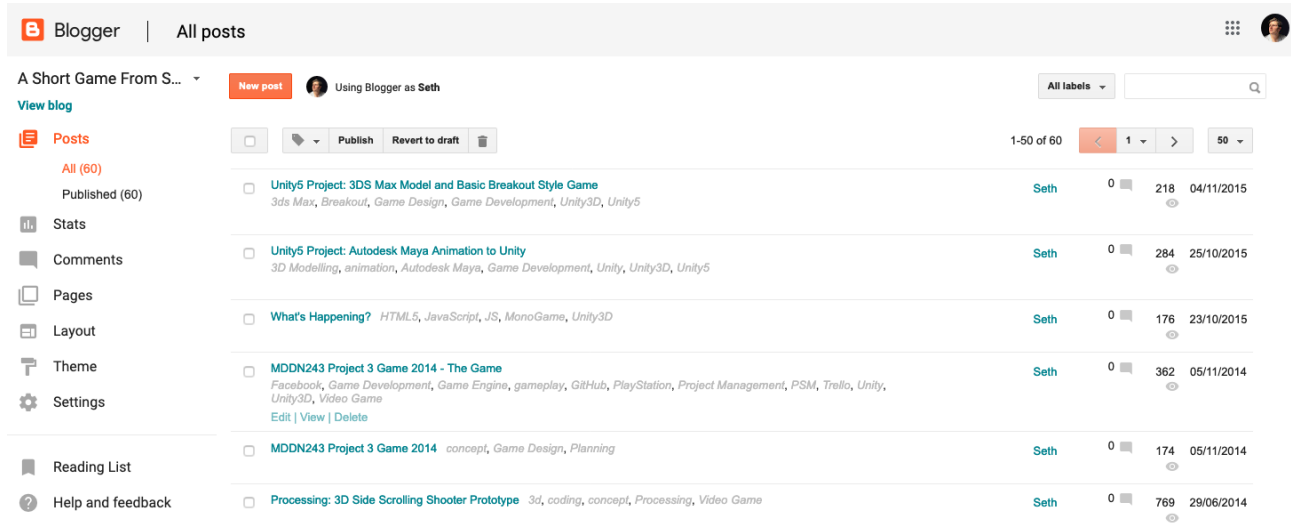 Blogger All posts
A Short Game From S...
View blog
New post
Using Blogger as Seth
All labels
Posts
All (60)
Published (60)
Stats
Comments
Pages
Layout
Theme
Settings
Reading List
Help and feedback
Publish Revert to draft 1-50 of 60 1 50
Unity5 Project: 3DS Max Model and Basic Breakout Style Game
3ds Max, Breakout, Game Design, Game Development, Unity3D, Unity5
Seth 0 218 04/11/2015
Unity5 Project: Autodesk Maya Animation to Unity
3D Modelling, animation, Autodesk Maya, Game Development, Unity, Unity3D, Unity5
Seth 0 284 25/10/2015
What's Happening? HTML5, JavaScript, JS, MonoGame, Unity3D
Seth 0 176 23/10/2015
MDDN243 Project 3 Game 2014 - The Game
Facebook, Game Development, Game Engine, gameplay, GitHub, PlayStation, Project Management, PSM, Trello, Unity,
Unity3D, Video Game
Edit | View | Delete
Seth 0 362 05/11/2014
MDDN243 Project 3 Game 2014 concept, Game Design, Planning
Seth 0 174 05/11/2014
Processing: 3D Side Scrolling Shooter Prototype 3d, coding, concept, Processing, Video Game
Seth 0 769 29/06/2014